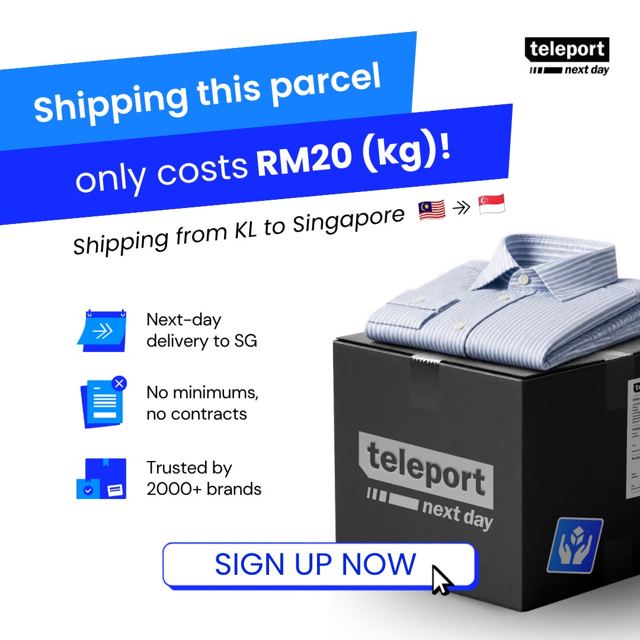 teleport
next day
Shipping this parcel
only costs RM20 (kg)!
Shipping from KL to Singapore
Next-day
delivery to SG
No minimums,
no contracts
Trusted by
2000+ brands
teleport
next day
SIGN UP NOW